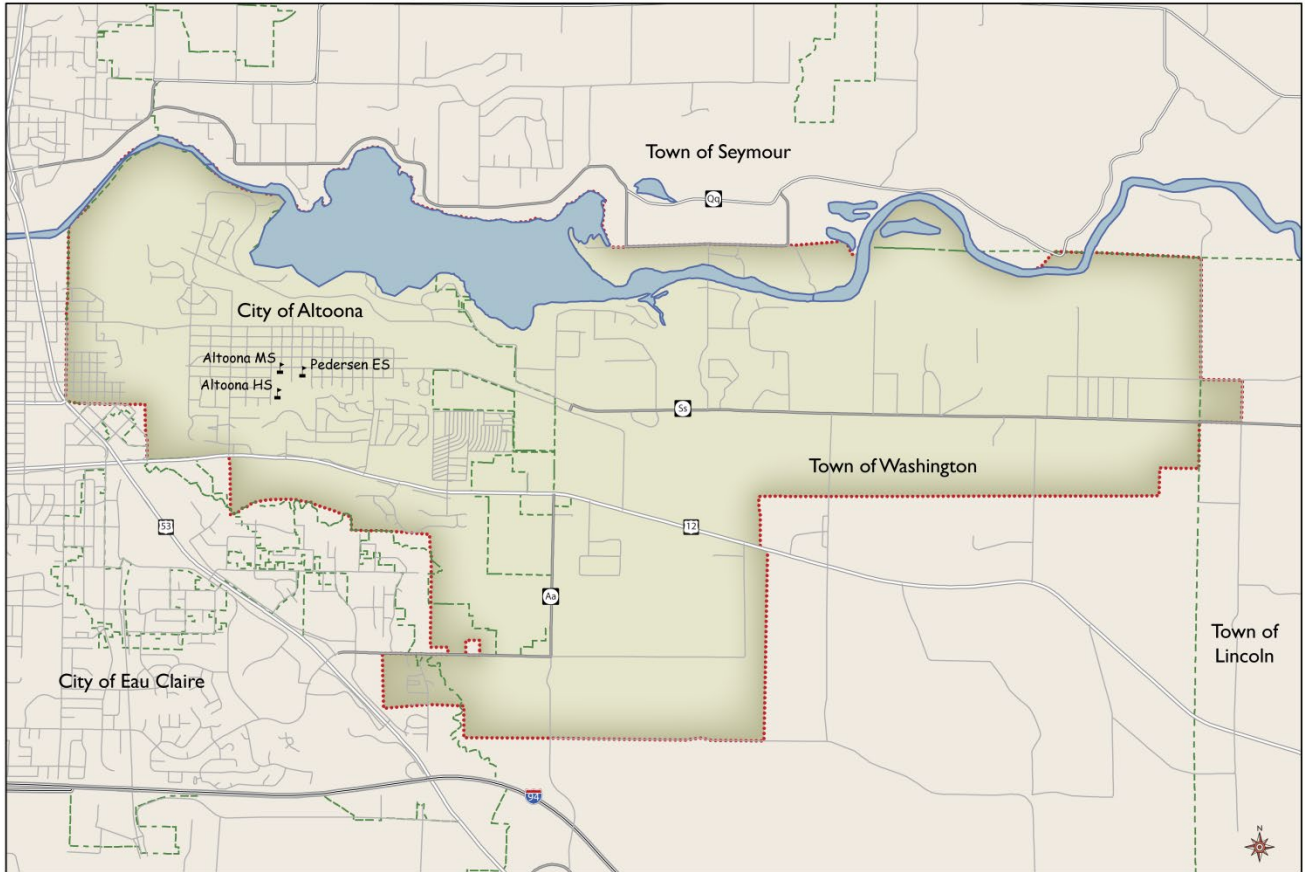 Town of Seymour
Qq
City of Altoona
Altoona MS
Pedersen ES
Altoona HS
Ss
Town of Washington
53
12
Aa
Town of
Lincoln
City of Eau Claire
94
N